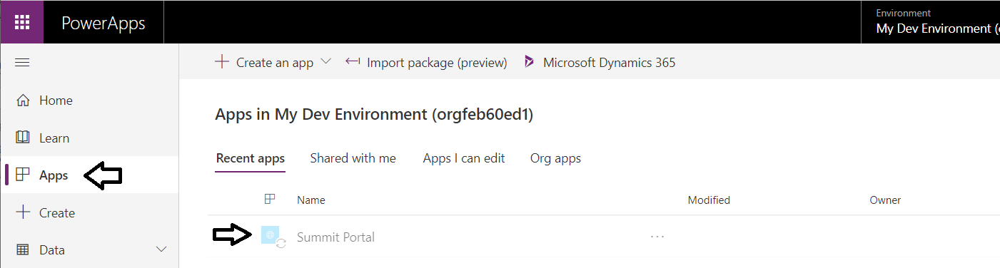 PowerApps
Environment
My Dev Environment (
Create an app
Import package (preview)
Microsoft Dynamics 365
Home
Learn
Apps
Create
Data
Apps in My Dev Environment (orgfeb60ed1)
Recent apps
Shared with me
Apps I can edit
Org apps
Name
Modified
Owner
Summit Portal
...